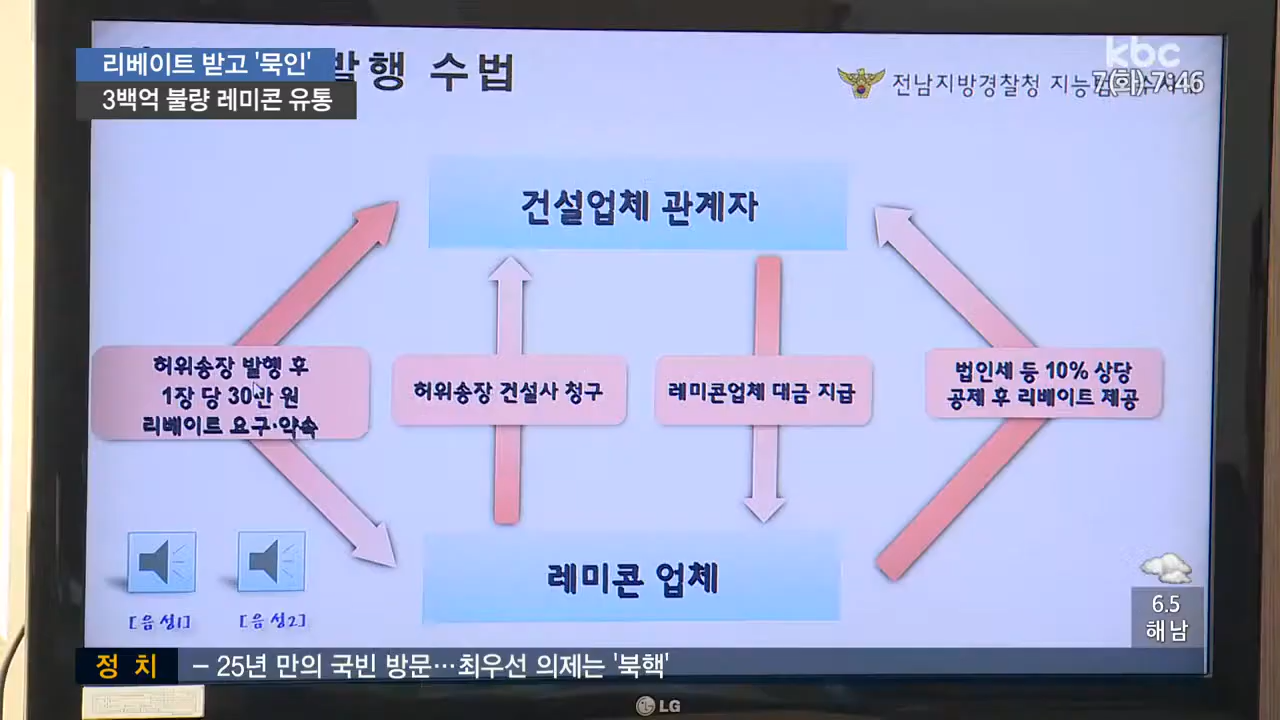 리베이트 받고 '묵인'
3백억 불량 레미콘 유통
발행 수법
kbc
7(화) 7:46
전남지방경찰청
건설업체 관계자
허위송장 발행 후
1장 당 30만 원
리베이트 요구·약속
허위송장 건설사 청구
레미콘업체 대금 지급
법인세 등 10% 상당
공제 후 리베이트 제공
레미콘 업체
[음성1]
[음성2]
6.5
해남
정 치
– 25년 만의 국빈 방문…최우선 의제는 '북핵'
LG